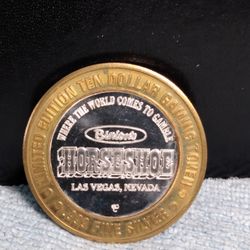 LIMITED EDITION TEN DOLLAR GAMING TOKEN
WHERE THE WORLD COMES TO GAMBLE
Binion's
HORSESHOE
LAS VEGAS, NEVADA
.999 FINE SILVER